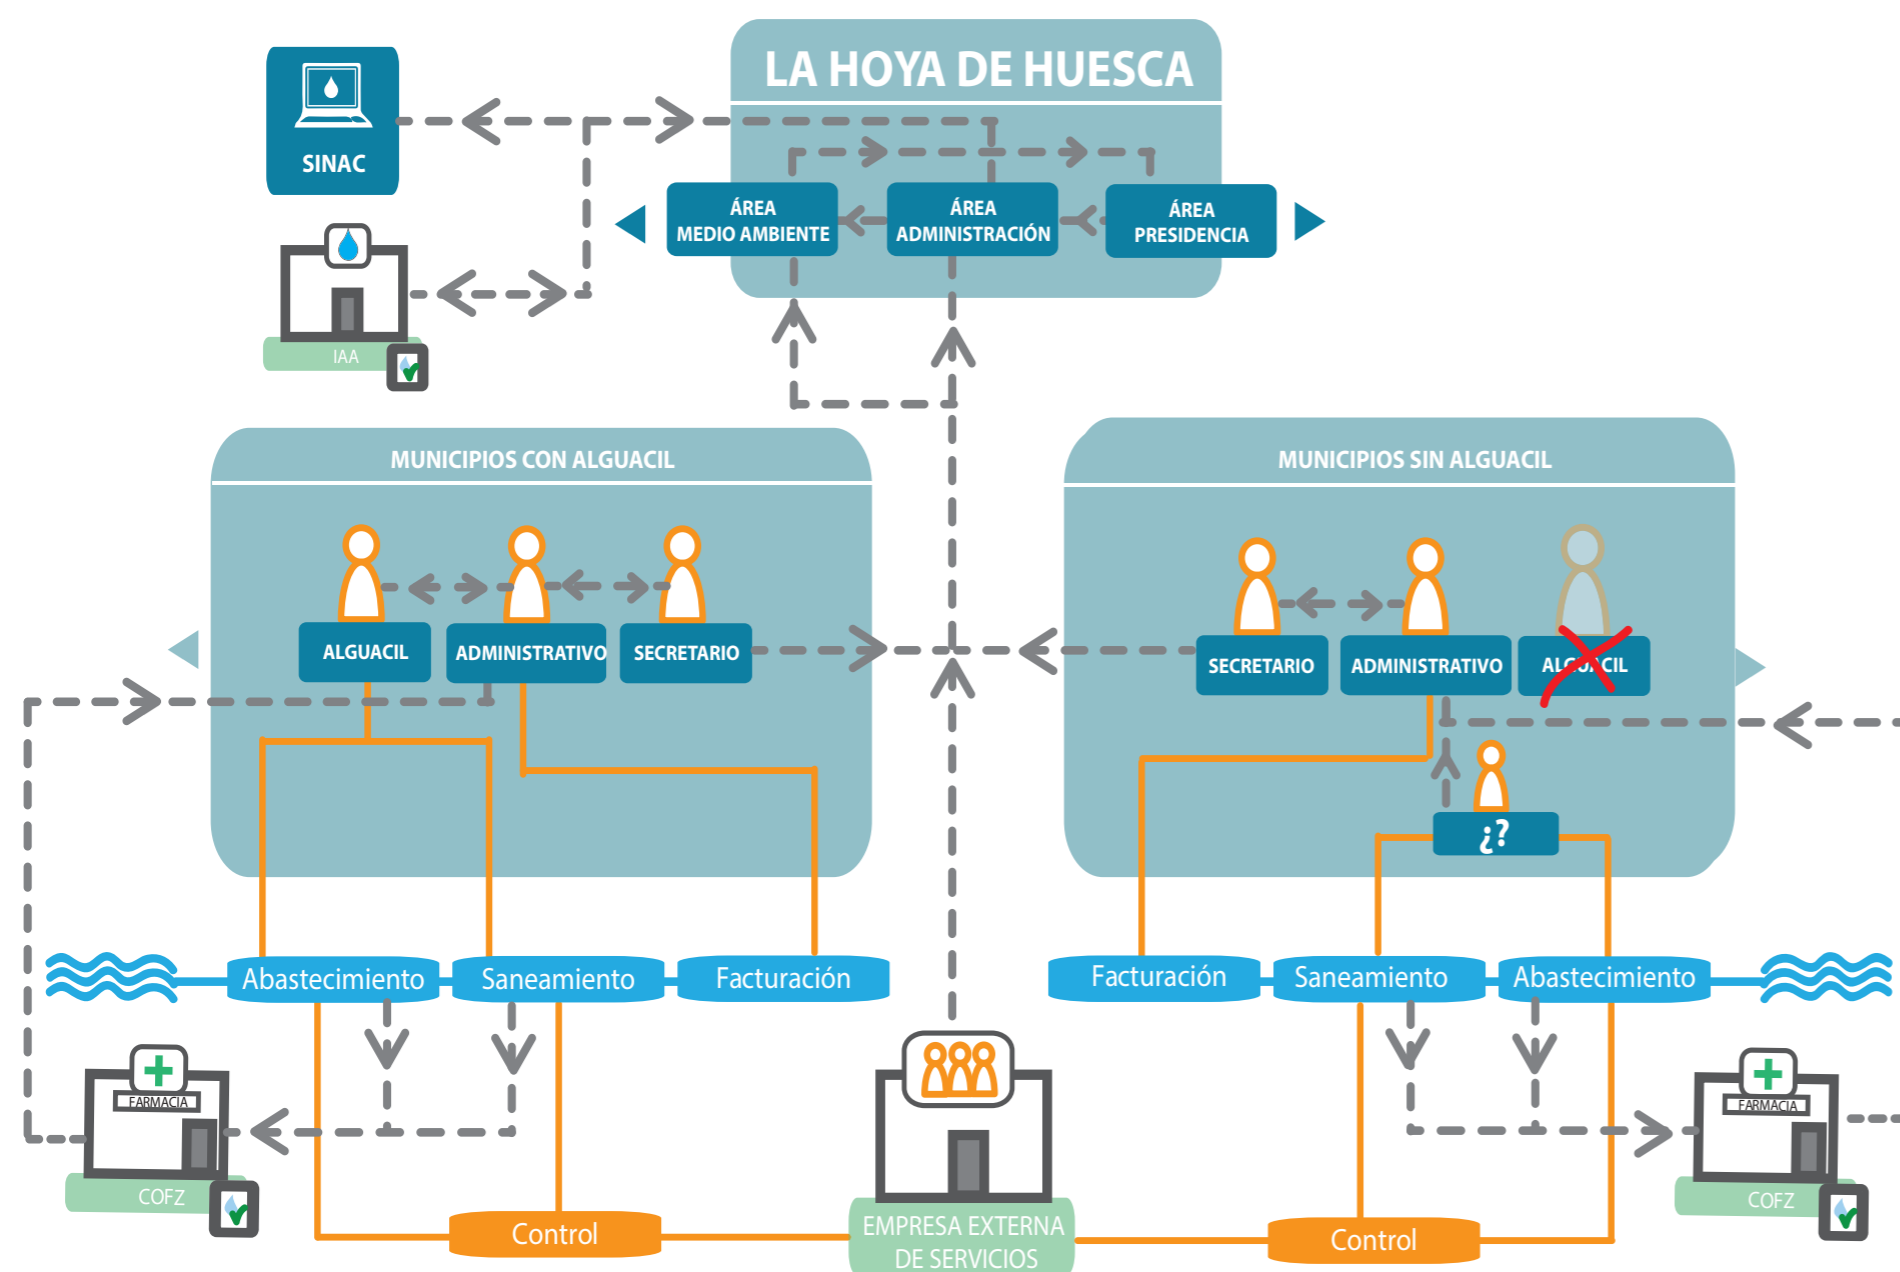 LA HOYA DE HUESCA
SINAC
ÁREA
MEDIO AMBIENTE
ÁREA
ADMINISTRACIÓN
ÁREA
PRESIDENCIA
IAA
MUNICIPIOS CON ALGUACIL
MUNICIPIOS SIN ALGUACIL
ALGUACIL
ADMINISTRATIVO
SECRETARIO
SECRETARIO
ADMINISTRATIVO
ALGUACIL
¿?
Abastecimiento
Saneamiento
Facturación
Facturación
Saneamiento
Abastecimiento
FARMACIA
COFZ
FARMACIA
COFZ
Control
EMPRESA EXTERNA
DE SERVICIOS
Control